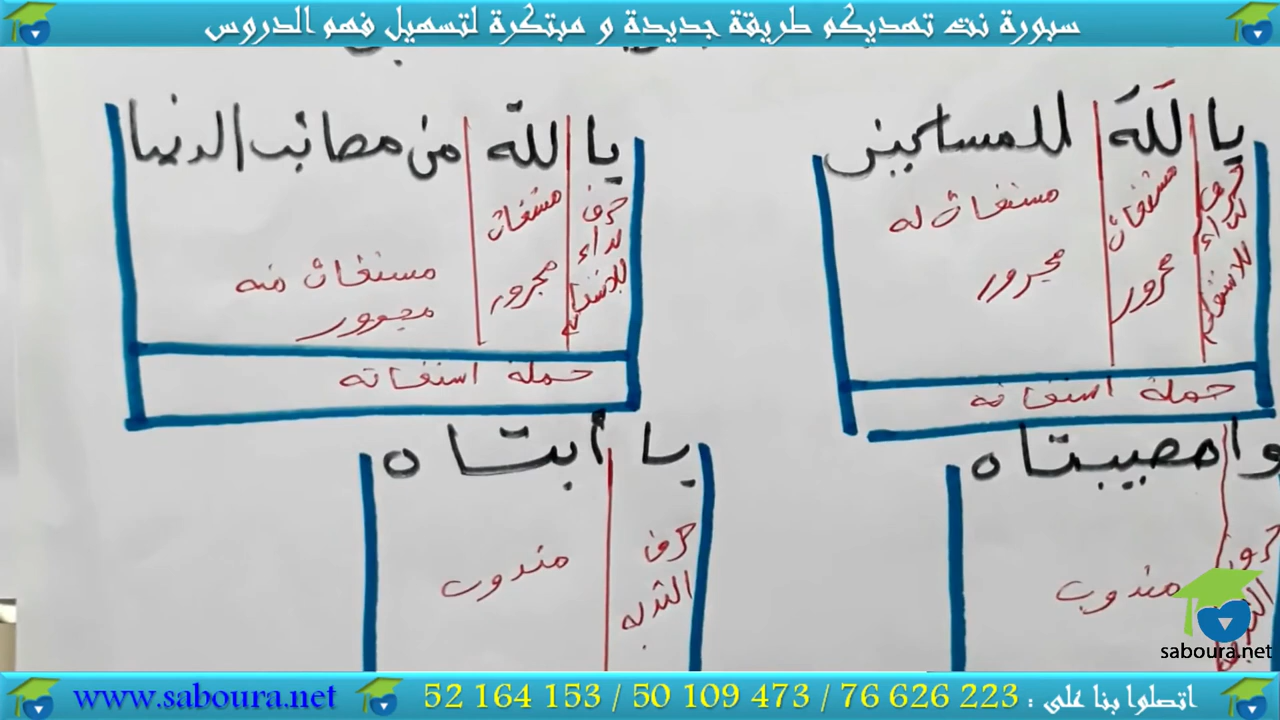 سبورة نت تهديكم طريقة جديدة و مبتكرة لتسهيل فهم الدروس
يا لَلَه للمساكين
حرف نداء للاستغاثة
مستغاث مجرور
مستغاث له
مجرور
جملة استغاثة
يا للّه من مصائب الدنيا
حرف نداء للاستغاثة
مستغاث مجرور
مستغاث منه
مجرور
جملة استغاثة
وا مصيبتاه
مندوب
يا أبتاه
حرف
الندبة
مندوب
saboura.net
اتصلوا بنا على : 223 626 76 / 473 109 50 / 153 164 52
www.saboura.net